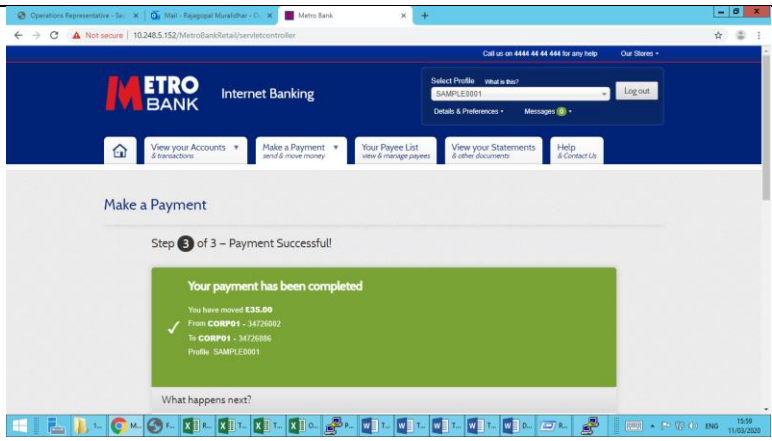 Operations Representative - Sec
Mail - Rajagopal Muralidhar - O
Metro Bank
Not secure | 10.248.5.152/MetroBankRetail/servletcontroller
Call us on 4444 44 44 444 for any help
Our Stores
METRO
BANK
Internet Banking
Select Profile What is this?
SAMPLE0001
Log out
Details & Preferences
Messages 0
View your Accounts
& transactions
Make a Payment
send & move money
Your Payee List
view & manage payees
View your Statements
& other documents
Help
& Contact Us
Make a Payment
Step 3 of 3 – Payment Successful!
Your payment has been completed
You have moved £35.00
From CORP01 - 34726802
To CORP01 - 34726886
Profile SAMPLE0001
What happens next?
1... M... F... R... T... T... O... P... T... T... T... D... R...
ENG
15:59
11/03/2020